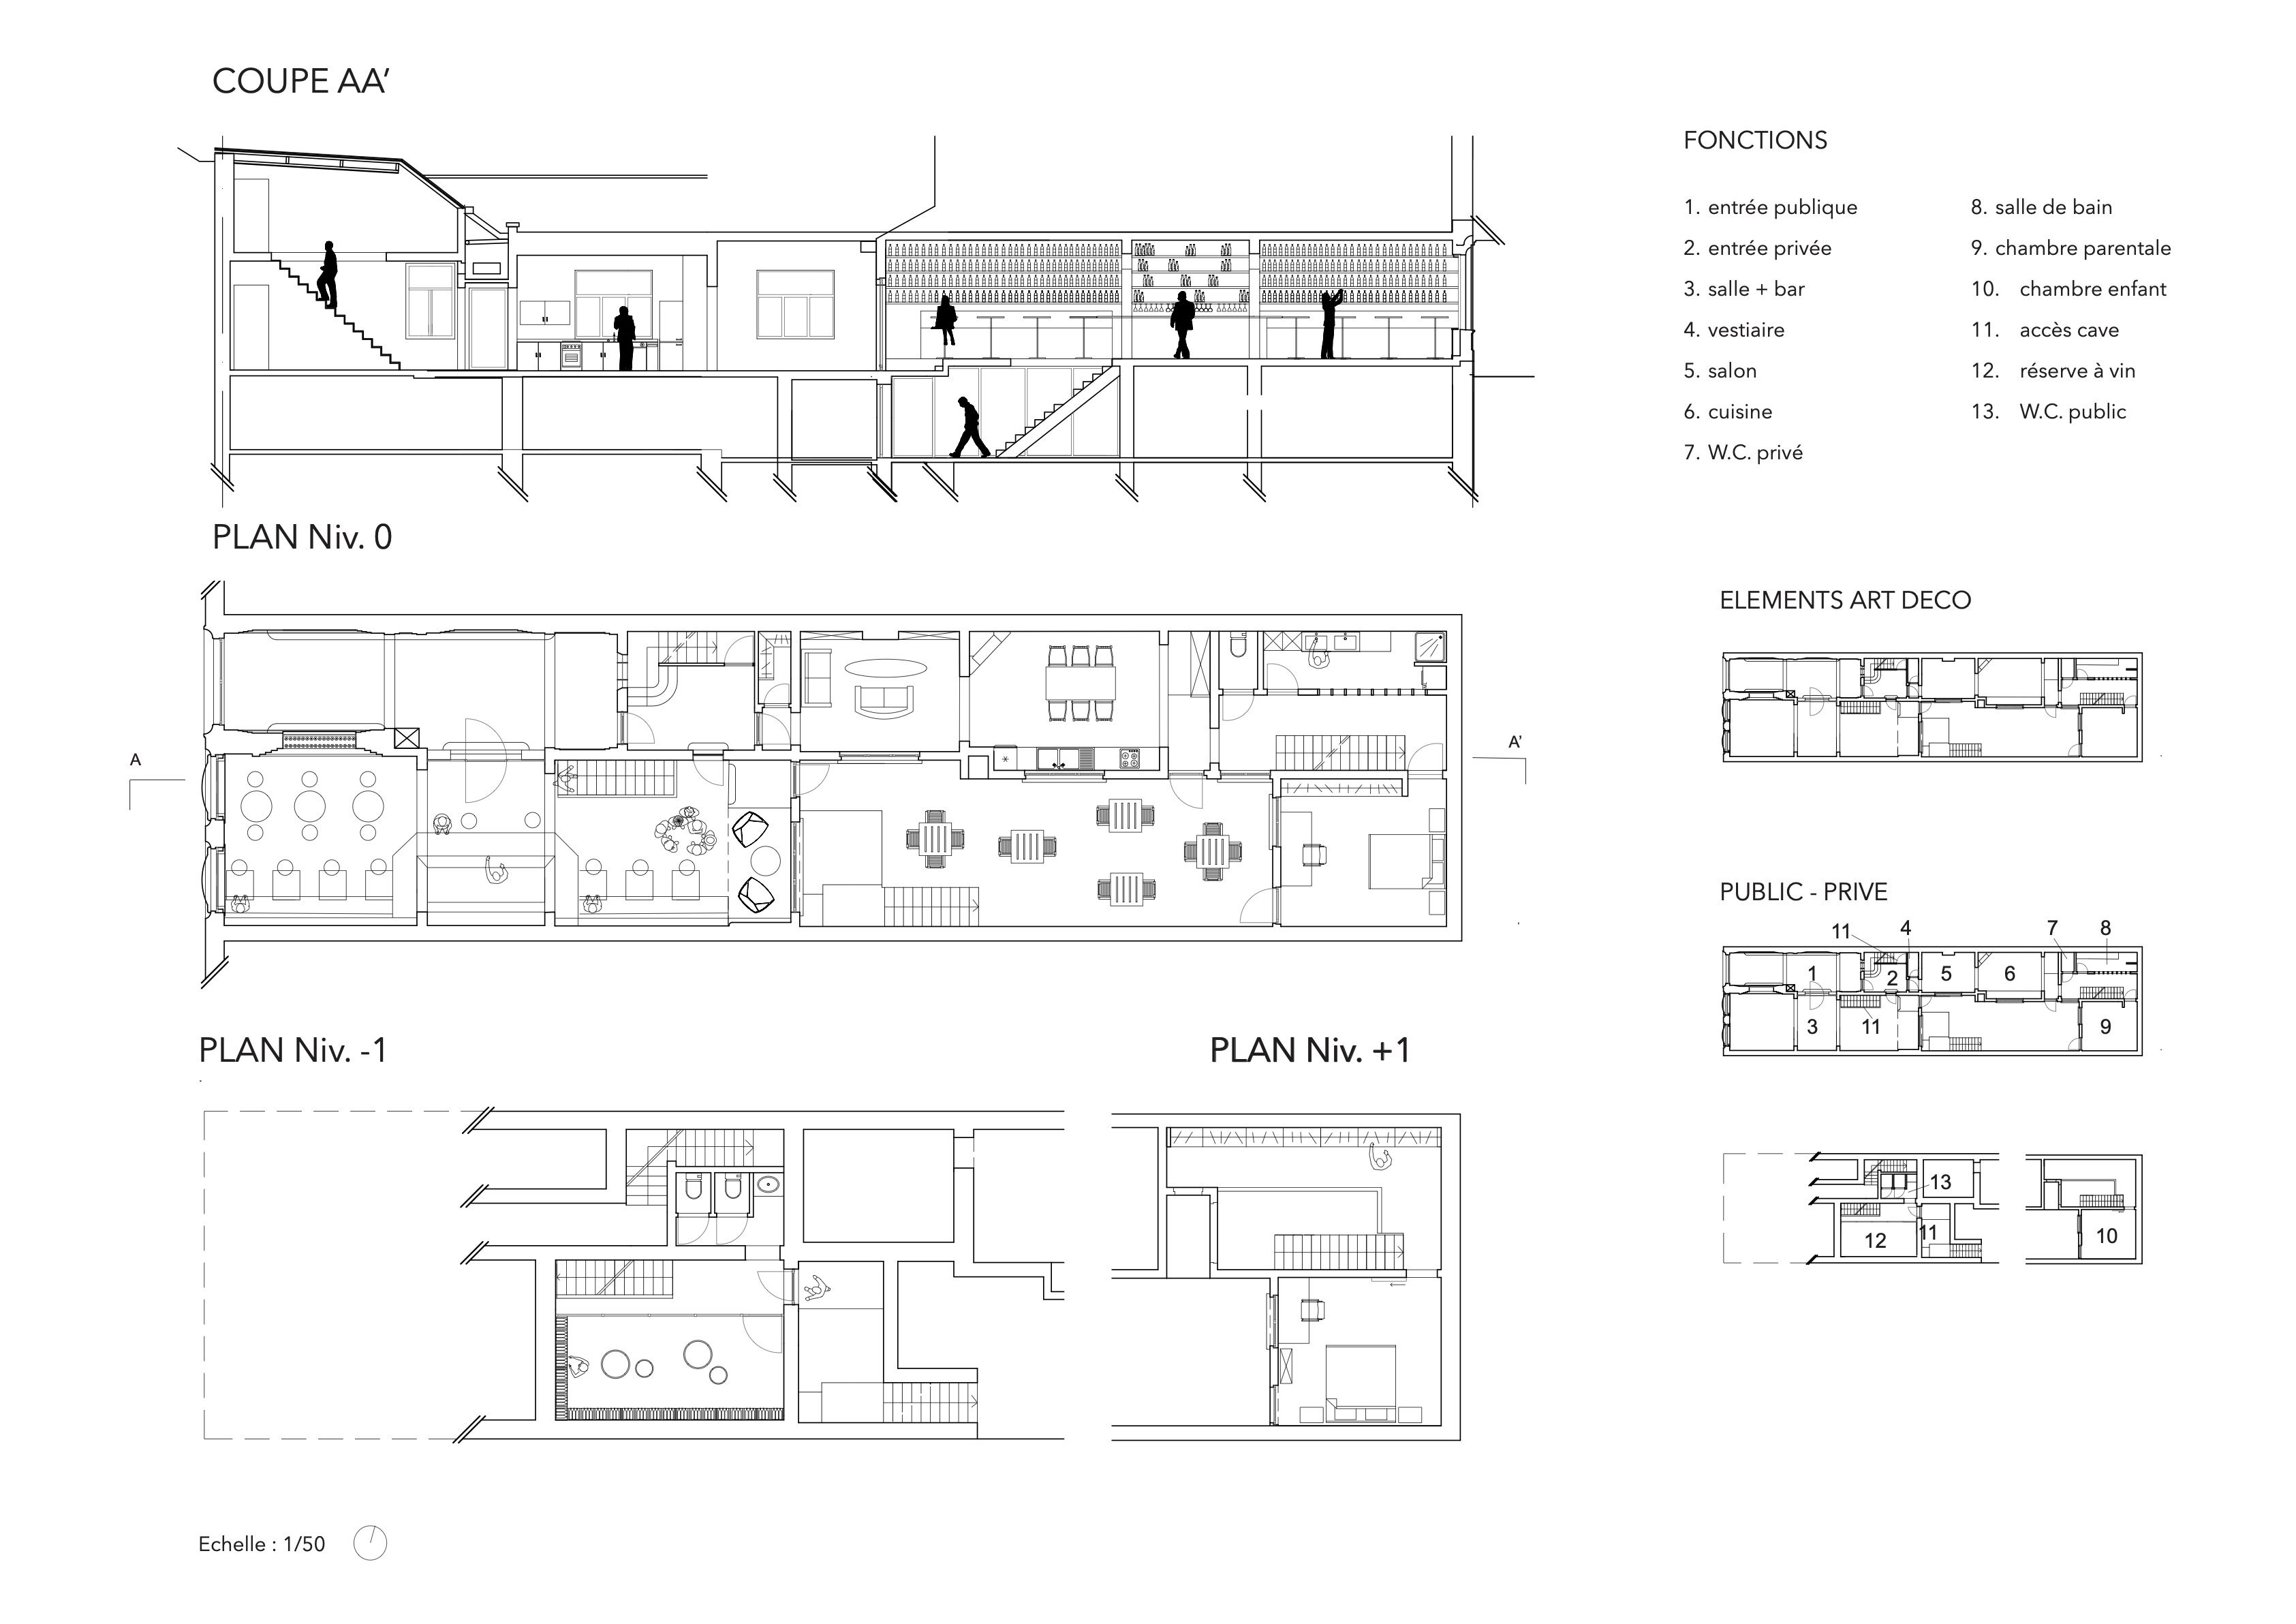 COUPE AA’
FONCTIONS
1. entrée publique
2. entrée privée
3. salle + bar
4. vestiaire
5. salon
6. cuisine
7. W.C. privé
8. salle de bain
9. chambre parentale
10. chambre enfant
11. accès cave
12. réserve à vin
13. W.C. public
PLAN Niv. 0
A
A'
ELEMENTS ART DECO
PUBLIC - PRIVE
11 4 7 8
1 2 5 6
3 11 9
PLAN Niv. -1
PLAN Niv. +1
13
12 11 10
Echelle : 1/50